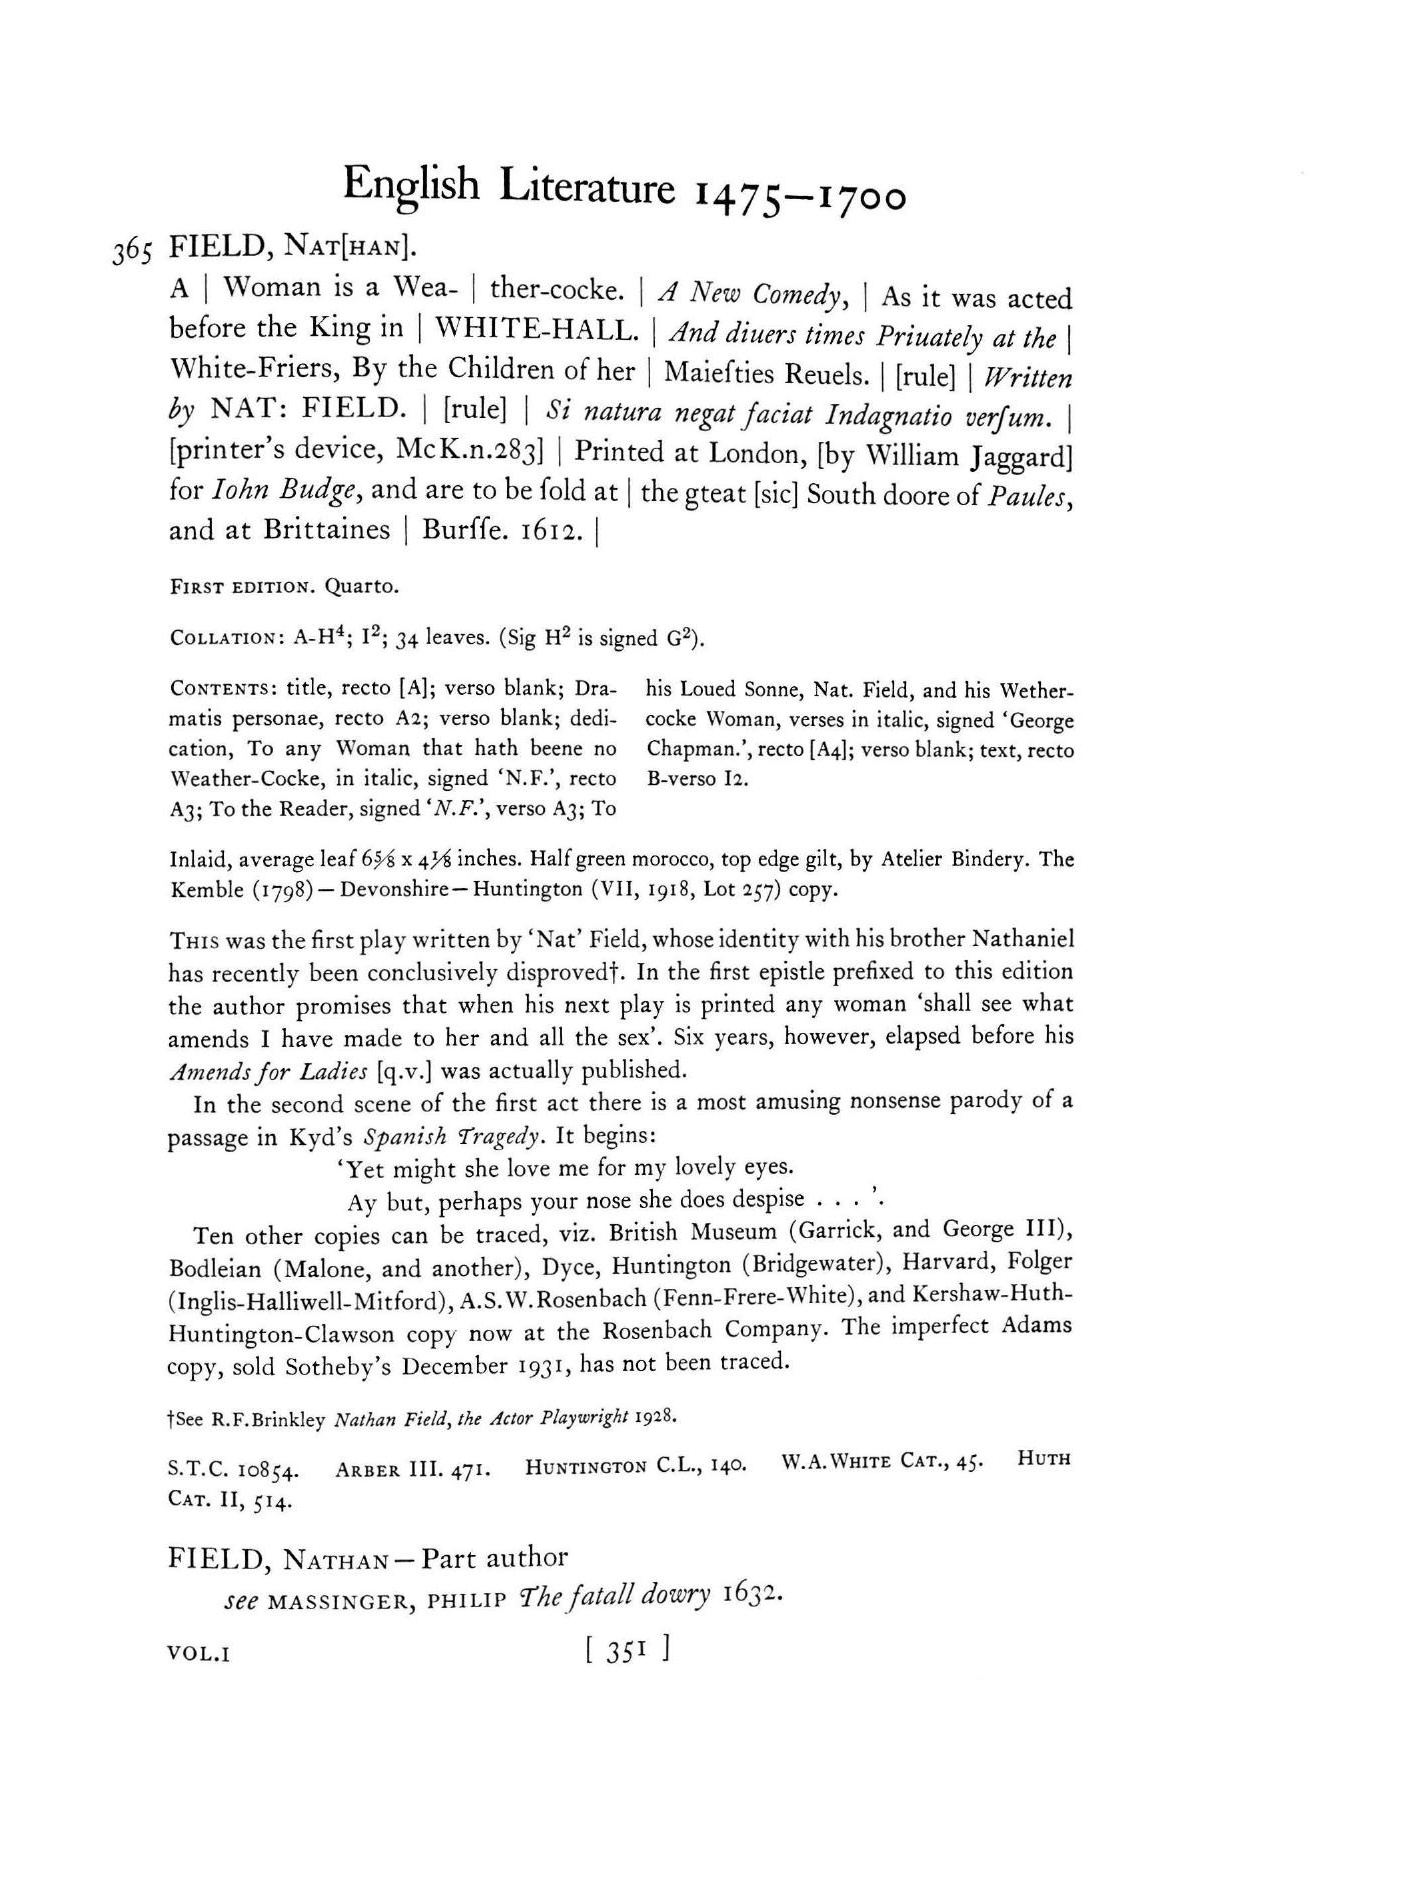 English Literature 1475—1700
365 FIELD, NAT[HAN].
A | Woman is a Wea- | ther-cocke. | A New Comedy, | As it was acted
before the King in | WHITE-HALL. | And diuers times Priuately at the |
White-Friers, By the Children of her | Maieſties Reuels. | [rule] | Written
by NAT: FIELD. | [rule] | Si natura negat faciat Indagnatio verſum. |
[printer's device, McK.n.283] | Printed at London, [by William Jaggard]
for Iohn Budge, and are to be ſold at | the gteat [sic] South doore of Paules,
and at Brittaines | Burſſe. 1612. |
FIRST EDITION. Quarto.
COLLATION: A-H⁴; I²; 34 leaves. (Sig H² is signed G²).
CONTENTS: title, recto [A]; verso blank; Dra-
matis personae, recto A2; verso blank; dedi-
cation, To any Woman that hath beene no
Weather-Cocke, in italic, signed 'N.F.', recto
A3; To the Reader, signed 'N.F.', verso A3; To
his Loued Sonne, Nat. Field, and his Wether-
cocke Woman, verses in italic, signed 'George
Chapman.', recto [A4]; verso blank; text, recto
B-verso I2.
Inlaid, average leaf 6⅝ x 4⅛ inches. Half green morocco, top edge gilt, by Atelier Bindery. The
Kemble (1798)—Devonshire—Huntington (VII, 1918, Lot 257) copy.
THIS was the first play written by 'Nat' Field, whose identity with his brother Nathaniel
has recently been conclusively disproved†. In the first epistle prefixed to this edition
the author promises that when his next play is printed any woman 'shall see what
amends I have made to her and all the sex'. Six years, however, elapsed before his
Amends for Ladies [q.v.] was actually published.
In the second scene of the first act there is a most amusing nonsense parody of a
passage in Kyd's Spanish Tragedy. It begins:
'Yet might she love me for my lovely eyes.
Ay but, perhaps your nose she does despise . . . '.
Ten other copies can be traced, viz. British Museum (Garrick, and George III),
Bodleian (Malone, and another), Dyce, Huntington (Bridgewater), Harvard, Folger
(Inglis-Halliwell-Mitford), A.S.W.Rosenbach (Fenn-Frere-White), and Kershaw-Huth-
Huntington-Clawson copy now at the Rosenbach Company. The imperfect Adams
copy, sold Sotheby's December 1931, has not been traced.
†See R.F.Brinkley Nathan Field, the Actor Playwright 1928.
S.T.C. 10854. ARBER III. 471. HUNTINGTON C.L., 140. W.A.WHITE CAT., 45. HUTH
CAT. II, 514.
FIELD, NATHAN—Part author
see MASSINGER, PHILIP The fatall dowry 1632.
VOL.I [ 351 ]